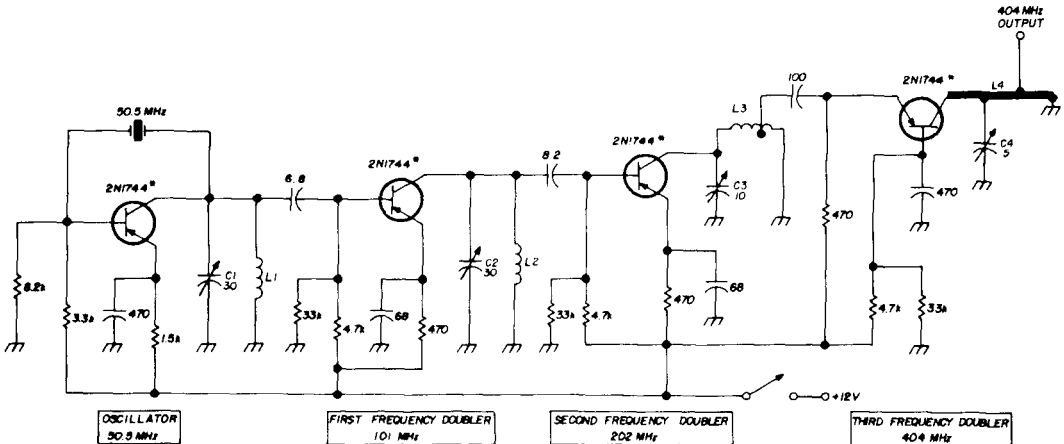 404 MHz
OUTPUT
50.5 MHz
2N1744*
2N1744*
2N1744*
2N1744*
6.8
8.2
L3
100
L4
C1
30
L1
C2
30
L2
C3
10
C4
5
8.2k
3.3k
470
1.5k
33k
4.7k
68
470
33k
4.7k
470
68
470
470
4.7k
33k
+12V
OSCILLATOR
50.5 MHz
FIRST FREQUENCY DOUBLER
101 MHz
SECOND FREQUENCY DOUBLER
202 MHz
THIRD FREQUENCY DOUBLER
404 MHz